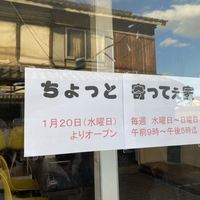 ちょっと 寄ってぇ家
1月20日(水曜日)
よりオープン
毎週 水曜日~日曜日
午前9時~午後5時迄